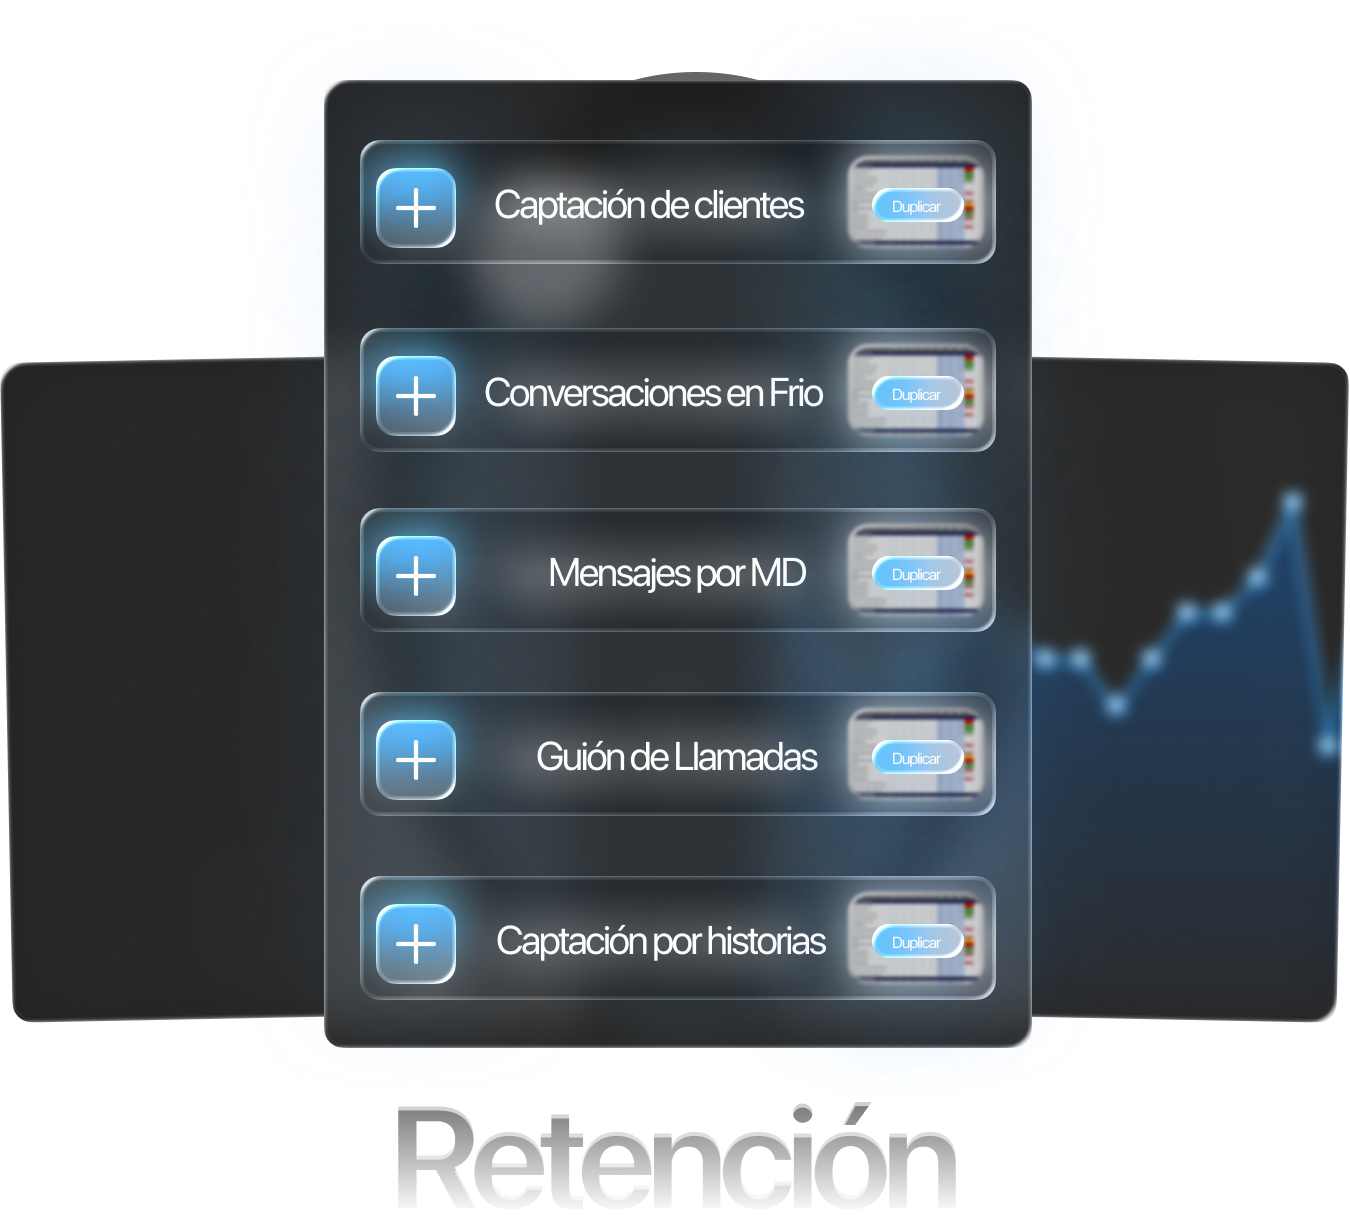 Captación de clientes
Duplicar
Conversaciones en Frio
Duplicar
Mensajes por MD
Duplicar
Guión de Llamadas
Duplicar
Captación por historias
Duplicar
Retención